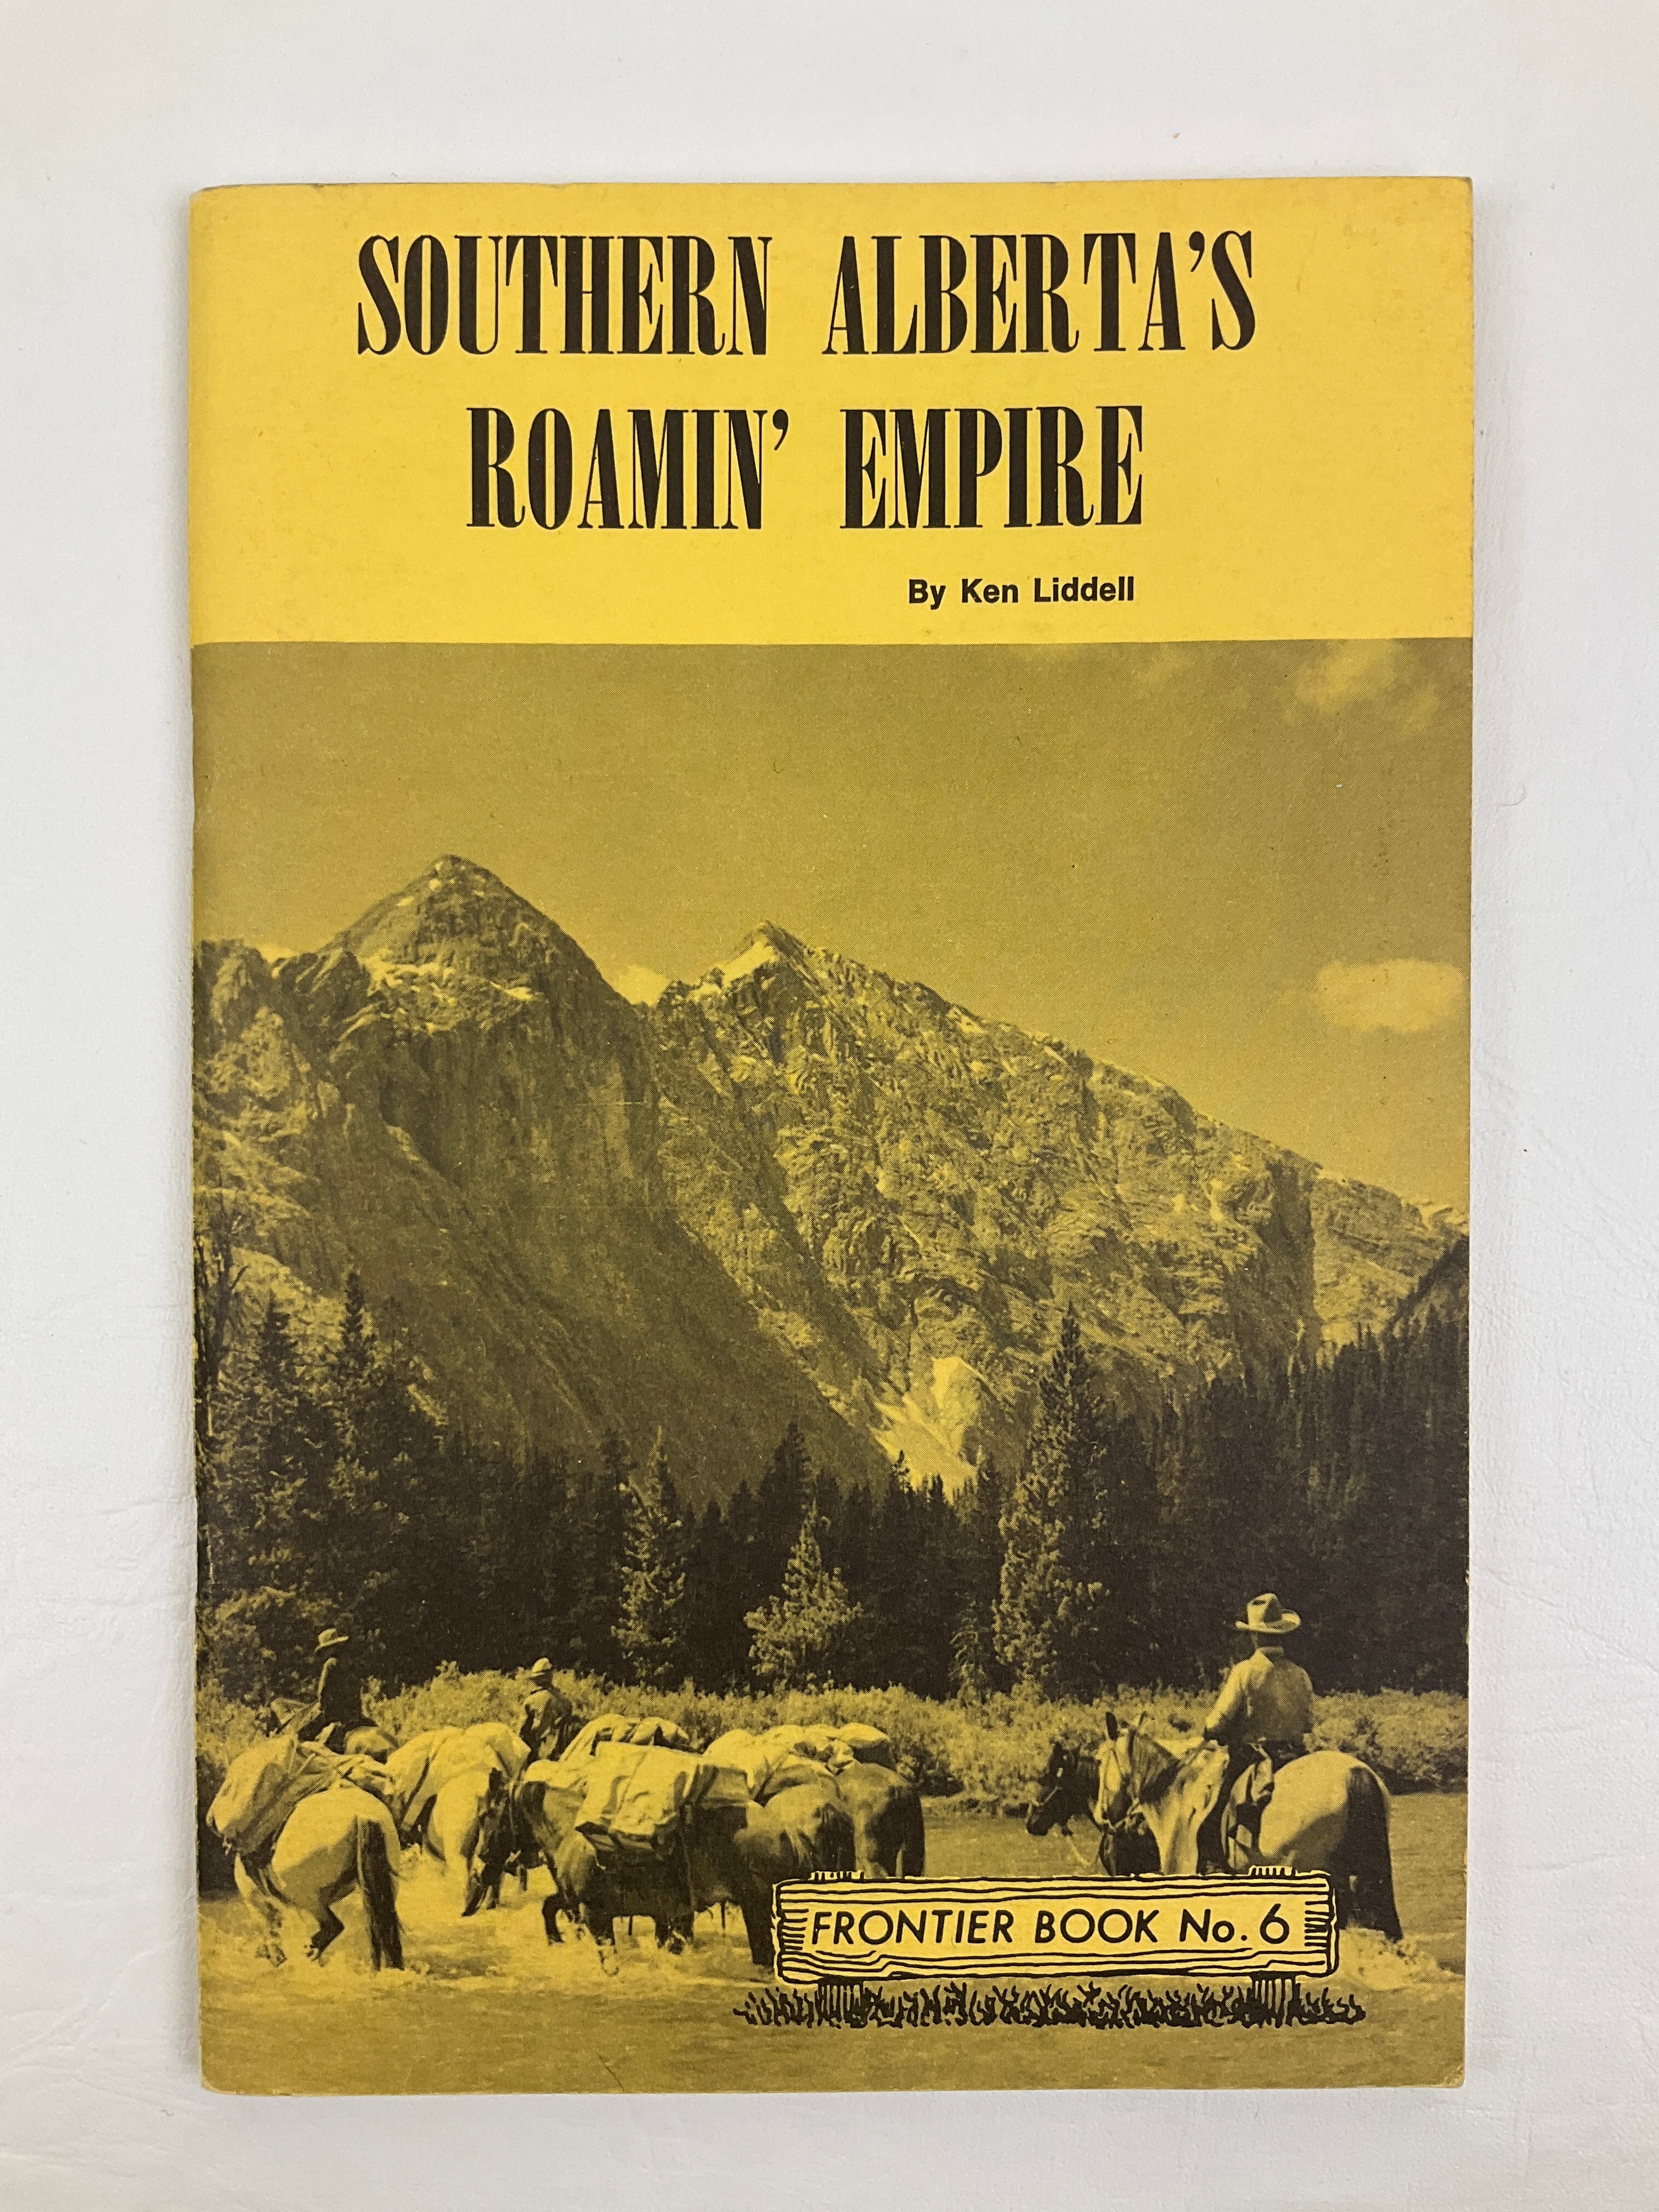 SOUTHERN ALBERTA'S
ROAMIN' EMPIRE
By Ken Liddell
FRONTIER BOOK No. 6